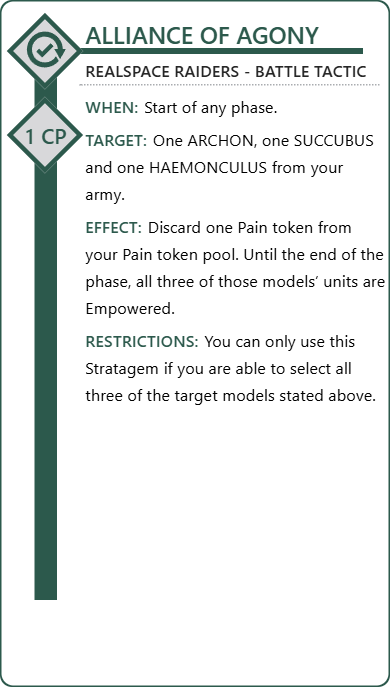 ALLIANCE OF AGONY
REALSPACE RAIDERS - BATTLE TACTIC
WHEN: Start of any phase.
1 CP
TARGET: One ARCHON, one SUCCUBUS
and one HAEMONCULUS from your
army.
EFFECT: Discard one Pain token from
your Pain token pool. Until the end of the
phase, all three of those models’ units are
Empowered.
RESTRICTIONS: You can only use this
Stratagem if you are able to select all
three of the target models stated above.